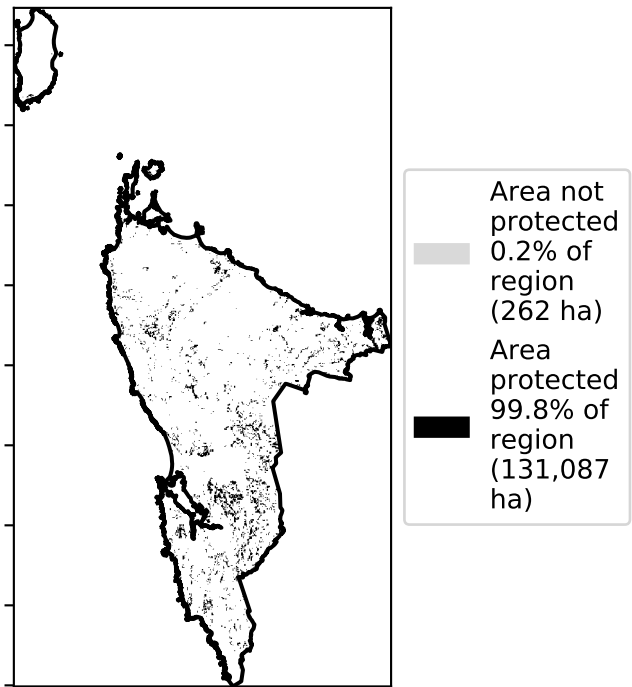 Area not
protected
0.2% of
region
(262 ha)
Area
protected
99.8% of
region
(131,087
ha)